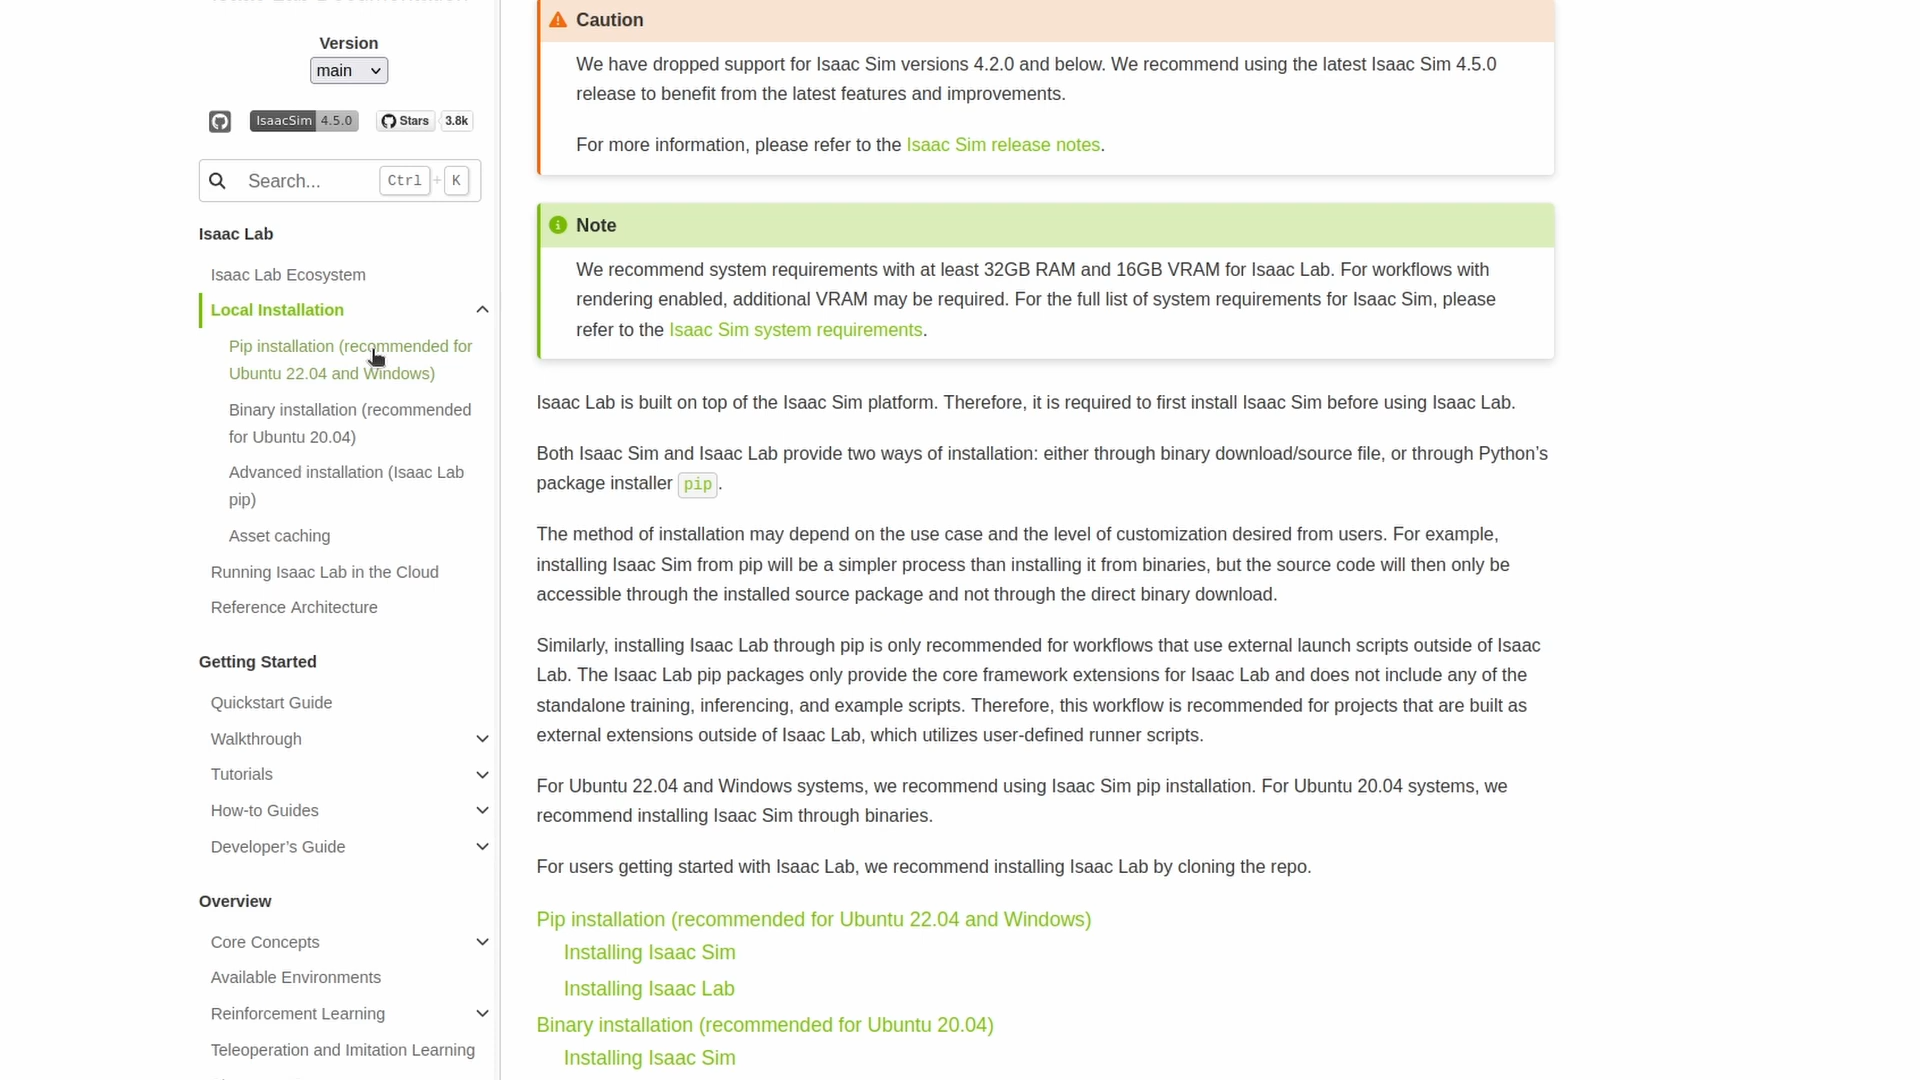 Version
main
IsaacSim 4.5.0
Stars 3.8k
Search... Ctrl + K
Isaac Lab
Isaac Lab Ecosystem
Local Installation
Pip installation (recommended for
Ubuntu 22.04 and Windows)
Binary installation (recommended
for Ubuntu 20.04)
Advanced installation (Isaac Lab
pip)
Asset caching
Running Isaac Lab in the Cloud
Reference Architecture
Getting Started
Quickstart Guide
Walkthrough
Tutorials
How-to Guides
Developer’s Guide
Overview
Core Concepts
Available Environments
Reinforcement Learning
Teleoperation and Imitation Learning
Caution
We have dropped support for Isaac Sim versions 4.2.0 and below. We recommend using the latest Isaac Sim 4.5.0
release to benefit from the latest features and improvements.
For more information, please refer to the Isaac Sim release notes.
Note
We recommend system requirements with at least 32GB RAM and 16GB VRAM for Isaac Lab. For workflows with
rendering enabled, additional VRAM may be required. For the full list of system requirements for Isaac Sim, please
refer to the Isaac Sim system requirements.
Isaac Lab is built on top of the Isaac Sim platform. Therefore, it is required to first install Isaac Sim before using Isaac Lab.
Both Isaac Sim and Isaac Lab provide two ways of installation: either through binary download/source file, or through Python’s
package installer pip.
The method of installation may depend on the use case and the level of customization desired from users. For example,
installing Isaac Sim from pip will be a simpler process than installing it from binaries, but the source code will then only be
accessible through the installed source package and not through the direct binary download.
Similarly, installing Isaac Lab through pip is only recommended for workflows that use external launch scripts outside of Isaac
Lab. The Isaac Lab pip packages only provide the core framework extensions for Isaac Lab and does not include any of the
standalone training, inferencing, and example scripts. Therefore, this workflow is recommended for projects that are built as
external extensions outside of Isaac Lab, which utilizes user-defined runner scripts.
For Ubuntu 22.04 and Windows systems, we recommend using Isaac Sim pip installation. For Ubuntu 20.04 systems, we
recommend installing Isaac Sim through binaries.
For users getting started with Isaac Lab, we recommend installing Isaac Lab by cloning the repo.
Pip installation (recommended for Ubuntu 22.04 and Windows)
Installing Isaac Sim
Installing Isaac Lab
Binary installation (recommended for Ubuntu 20.04)
Installing Isaac Sim